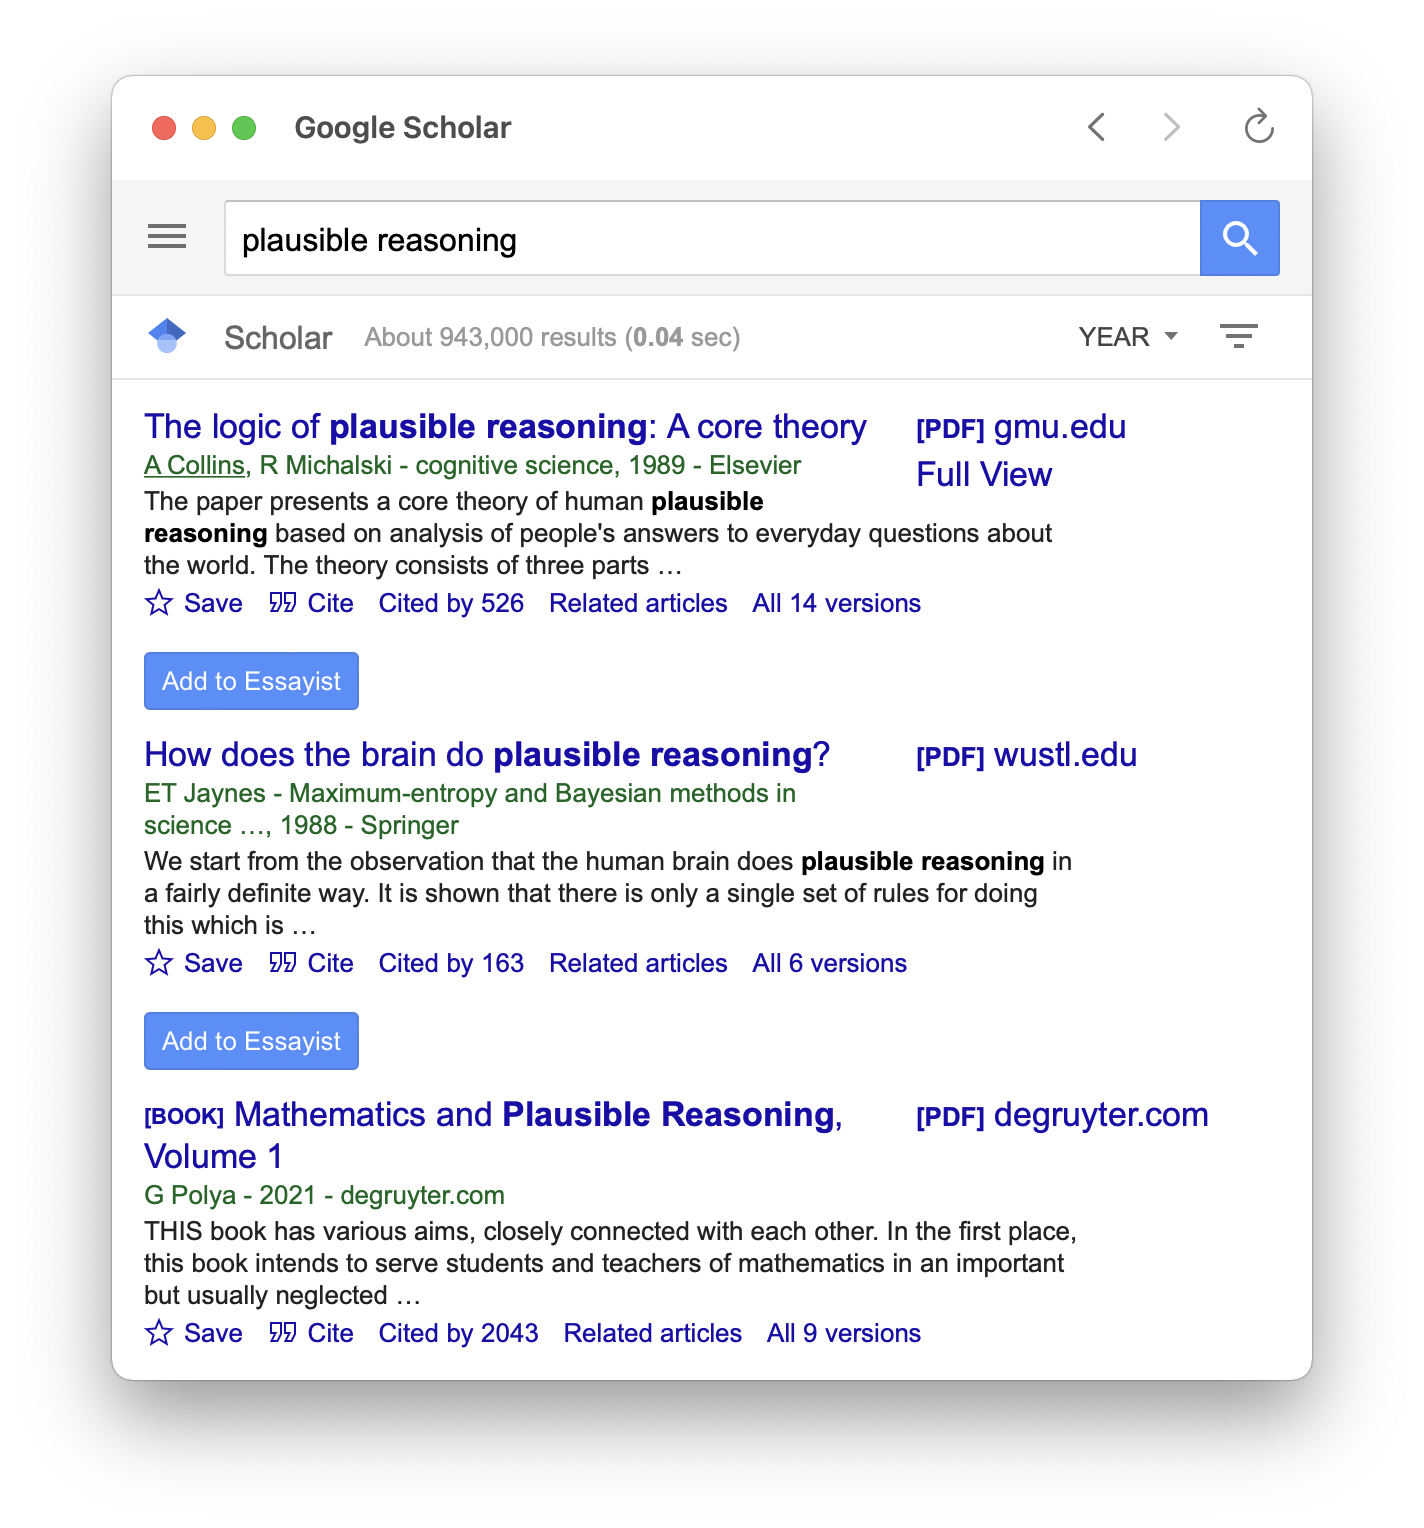 Google Scholar
plausible reasoning
Scholar About 943,000 results (0.04 sec) YEAR
The logic of plausible reasoning: A core theory [PDF] gmu.edu
A Collins, R Michalski - cognitive science, 1989 - Elsevier Full View
The paper presents a core theory of human plausible
reasoning based on analysis of people's answers to everyday questions about
the world. The theory consists of three parts …
Save Cite Cited by 526 Related articles All 14 versions
Add to Essayist
How does the brain do plausible reasoning? [PDF] wustl.edu
ET Jaynes - Maximum-entropy and Bayesian methods in
science …, 1988 - Springer
We start from the observation that the human brain does plausible reasoning in
a fairly definite way. It is shown that there is only a single set of rules for doing
this which is …
Save Cite Cited by 163 Related articles All 6 versions
Add to Essayist
[BOOK] Mathematics and Plausible Reasoning, [PDF] degruyter.com
Volume 1
G Polya - 2021 - degruyter.com
THIS book has various aims, closely connected with each other. In the first place,
this book intends to serve students and teachers of mathematics in an important
but usually neglected …
Save Cite Cited by 2043 Related articles All 9 versions